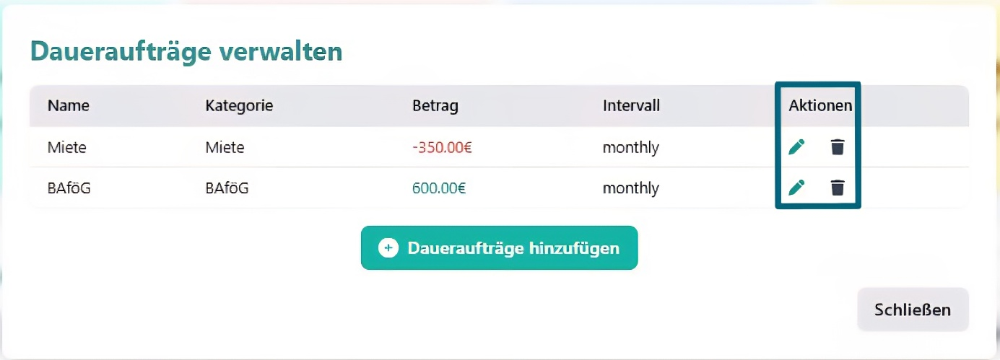 Daueraufträge verwalten
Name Kategorie Betrag Intervall Aktionen
Miete Miete -350.00€ monthly
BAföG BAföG 600.00€ monthly
Daueraufträge hinzufügen
Schließen